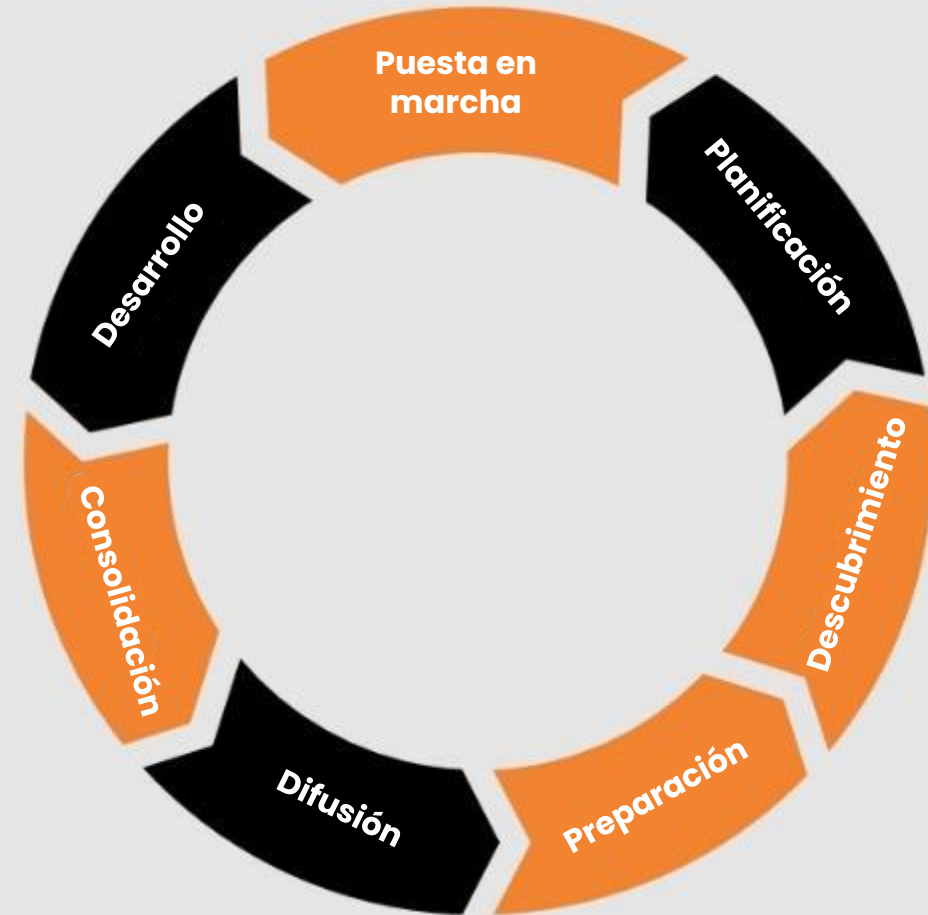 Puesta en
marcha
Planificación
Descubrimiento
Preparación
Difusión
Consolidación
Desarrollo